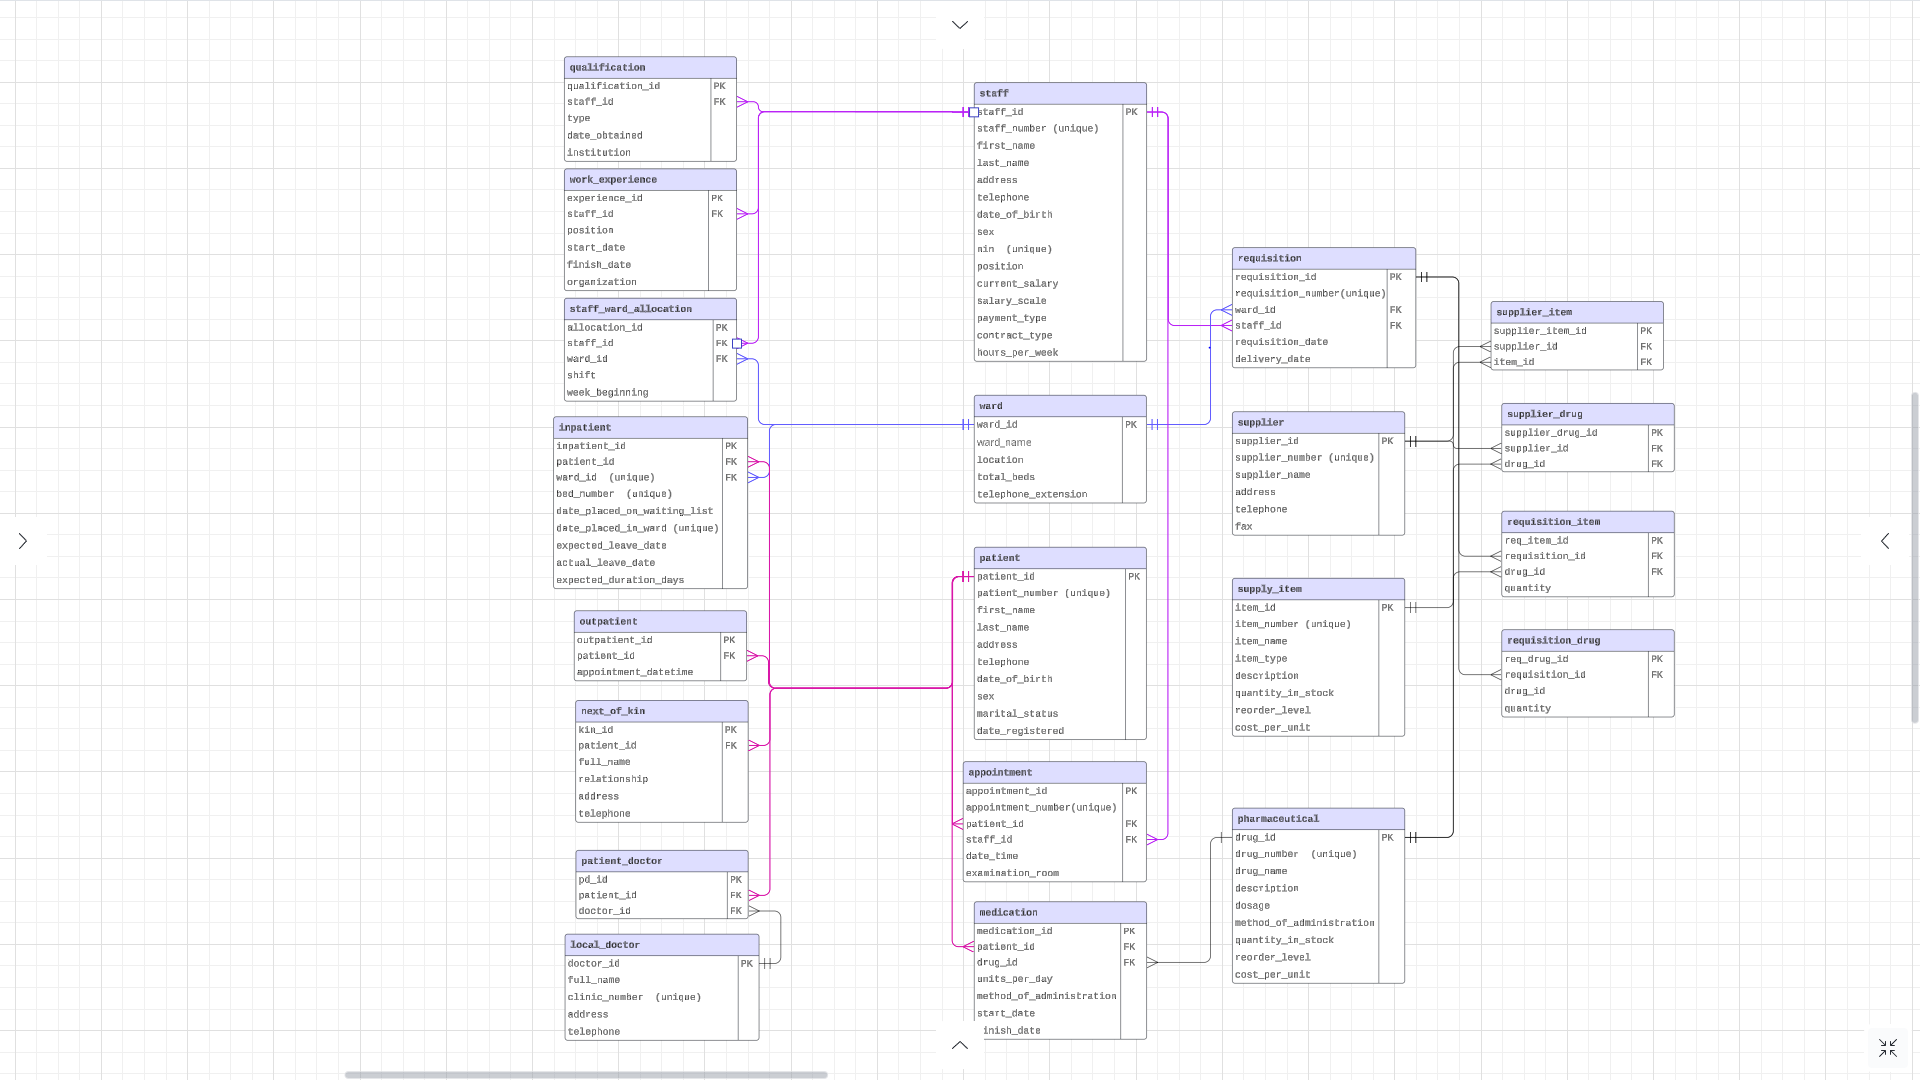 qualification
qualification_id PK
staff_id FK
type
date_obtained
institution
work_experience
experience_id PK
staff_id FK
position
start_date
finish_date
organization
staff_ward_allocation
allocation_id PK
staff_id FK
ward_id FK
shift
week_beginning
inpatient
inpatient_id PK
patient_id FK
ward_id (unique) FK
bed_number (unique)
date_placed_on_waiting_list
date_placed_in_ward (unique)
expected_leave_date
actual_leave_date
expected_duration_days
outpatient
outpatient_id PK
patient_id FK
appointment_datetime
next_of_kin
kin_id PK
patient_id FK
full_name
relationship
address
telephone
patient_doctor
pd_id PK
patient_id FK
doctor_id FK
local_doctor
doctor_id PK
full_name
clinic_number (unique)
address
telephone
staff
staff_id PK
staff_number (unique)
first_name
last_name
address
telephone
date_of_birth
sex
nin (unique)
position
current_salary
salary_scale
payment_type
contract_type
hours_per_week
ward
ward_id PK
ward_name
location
total_beds
telephone_extension
patient
patient_id PK
patient_number (unique)
first_name
last_name
address
telephone
date_of_birth
sex
marital_status
date_registered
appointment
appointment_id PK
appointment_number(unique)
patient_id FK
staff_id FK
date_time
examination_room
medication
medication_id PK
patient_id FK
drug_id FK
units_per_day
method_of_administration
start_date
inish_date
requisition
requisition_id PK
requisition_number(unique)
ward_id FK
staff_id FK
requisition_date
delivery_date
supplier
supplier_id PK
supplier_number (unique)
supplier_name
address
telephone
fax
supply_item
item_id PK
item_number (unique)
item_name
item_type
description
quantity_in_stock
reorder_level
cost_per_unit
pharmaceutical
drug_id PK
drug_number (unique)
drug_name
description
dosage
method_of_administration
quantity_in_stock
reorder_level
cost_per_unit
supplier_item
supplier_item_id PK
supplier_id FK
item_id FK
supplier_drug
supplier_drug_id PK
supplier_id FK
drug_id FK
requisition_item
req_item_id PK
requisition_id FK
drug_id FK
quantity
requisition_drug
req_drug_id PK
requisition_id FK
drug_id
quantity